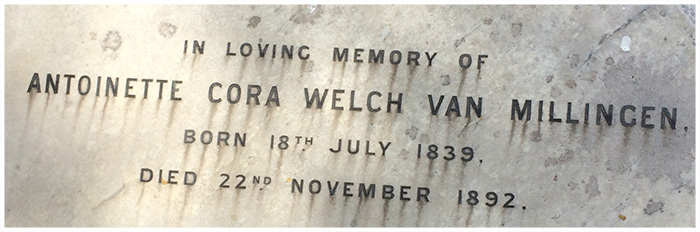 IN LOVING MEMORY OF
ANTOINETTE CORA WELCH VAN MILLINGEN.
BORN 18TH JULY 1839.
DIED 22ND NOVEMBER 1892.